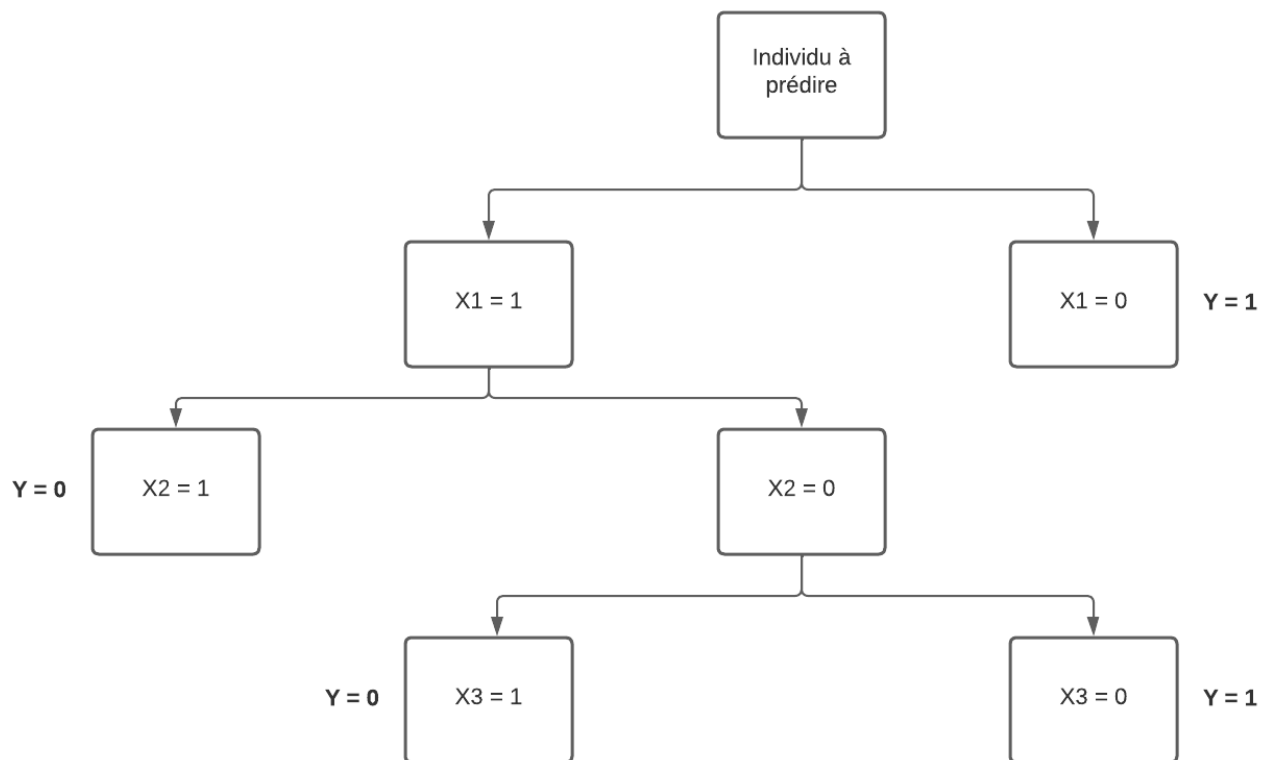 Individu à
prédire
X1 = 1
X1 = 0
Y = 1
Y = 0
X2 = 1
X2 = 0
Y = 0
X3 = 1
X3 = 0
Y = 1